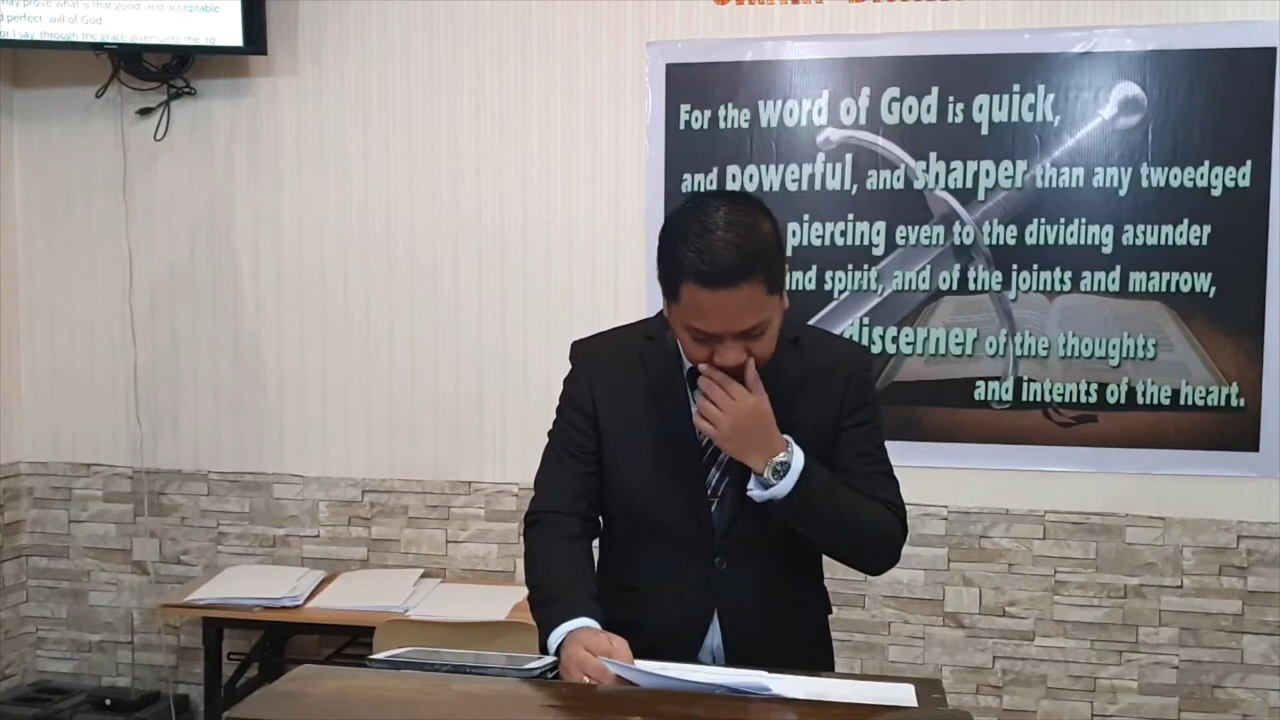 may prove what is that good, and acceptable
d perfect, will of God
or I say, through the grace given unto me, to
For the word of God is quick,
and powerful, and sharper than any twoedged
piercing even to the dividing asunder
and spirit, and of the joints and marrow,
discerner of the thoughts
and intents of the heart.